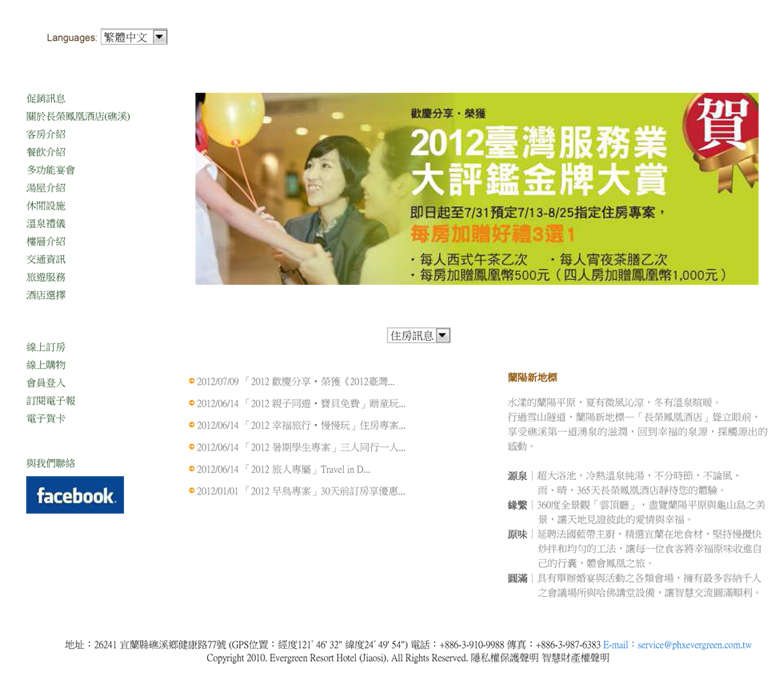 Languages: 繁體中文
促銷訊息
關於長榮鳳凰酒店(礁溪)
客房介紹
餐飲介紹
多功能宴會
湯屋介紹
休閒設施
溫泉禮儀
樓層介紹
交通資訊
旅遊服務
酒店選擇
線上訂房
線上購物
會員登入
訂閱電子報
電子賀卡
與我們聯絡
facebook
歡慶分享・榮獲
賀
2012臺灣服務業
大評鑑金牌大賞
即日起至7/31預定7/13-8/25指定住房專案，
每房加贈好禮3選1
・每人西式午茶乙次 ・每人宵夜茶膳乙次
・每房加贈鳳凰幣500元（四人房加贈鳳凰幣1,000元）
住房訊息
2012/07/09 「2012 歡慶分享・榮獲《2012臺灣...
2012/06/14 「2012 親子同遊・寶貝免費」贈童玩...
2012/06/14 「2012 幸福旅行・慢慢玩」住房專案...
2012/06/14 「2012 暑期學生專案」三人同行一人...
2012/06/14 「2012 旅人專屬」Travel in D...
2012/01/01 「2012 早鳥專案」30天前訂房享優惠...
蘭陽新地標
水漾的蘭陽平原，夏有微風沁涼，冬有溫泉暄暖。
行過雪山隧道，蘭陽新地標─「長榮鳳凰酒店」聳立眼前，
享受礁溪第一道湧泉的滋潤，回到幸福的泉源，探觸源出的
感動。
源泉｜超大浴池，冷熱溫泉純湯，不分時節，不論風、
雨、晴，365天長榮鳳凰酒店靜待您的體驗。
緣繫｜360度全景觀「雲頂廳」，盡覽蘭陽平原與龜山島之美
景，讓天地見證彼此的愛情與幸福。
原味｜延聘法國藍帶主廚，精選宜蘭在地食材，堅持慢攪快
炒拌和均勻的工法，讓每一位食客將幸福原味收進自
己的行囊，體會鳳凰之旅。
圓滿｜具有舉辦婚宴與活動之各類會場，擁有最多容納千人
之會議場所與哈佛講堂設備，讓智慧交流圓滿順利。
地址：26241 宜蘭縣礁溪鄉健康路77號 (GPS位置：經度121° 46' 32" 緯度24° 49' 54") 電話：+886-3-910-9988 傳真：+886-3-987-6383 E-mail：service@phxevergreen.com.tw
Copyright 2010. Evergreen Resort Hotel (Jiaosi). All Rights Reserved. 隱私權保護聲明 智慧財產權聲明